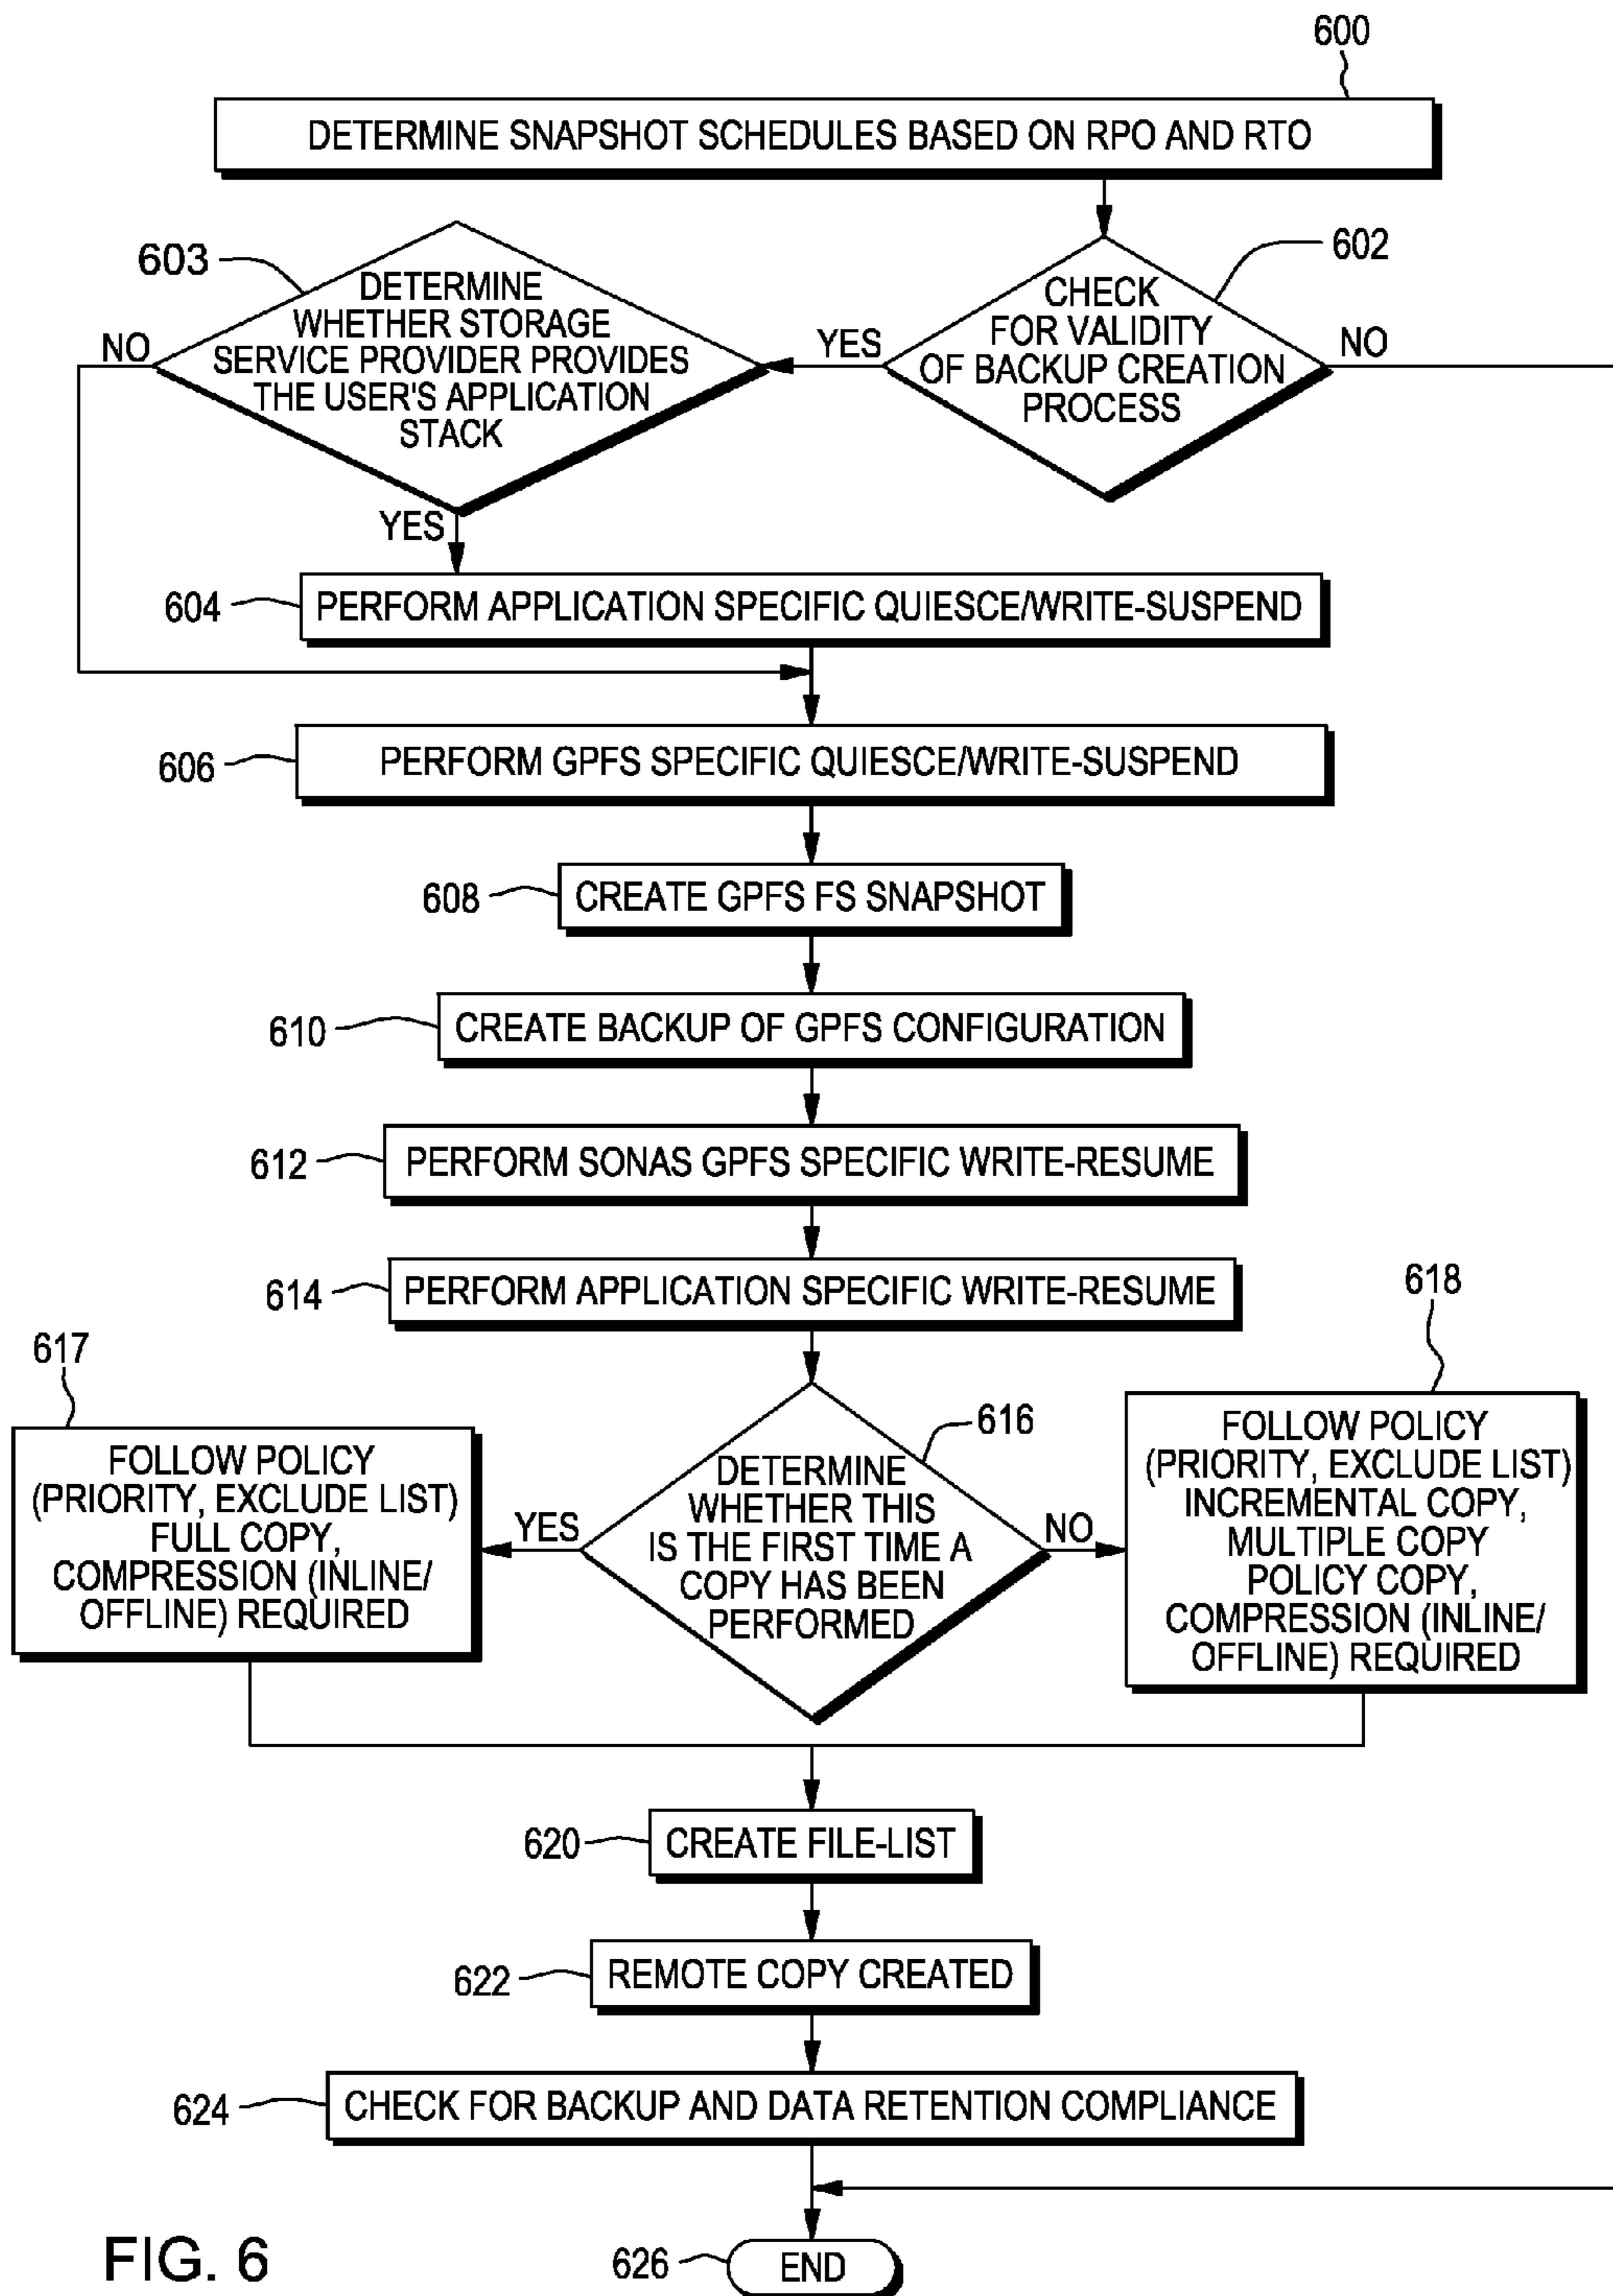 600
DETERMINE SNAPSHOT SCHEDULES BASED ON RPO AND RTO
603
DETERMINE
WHETHER STORAGE
SERVICE PROVIDER PROVIDES
THE USER'S APPLICATION
STACK
NO
YES
602
CHECK
FOR VALIDITY
OF BACKUP CREATION
PROCESS
YES
NO
604
PERFORM APPLICATION SPECIFIC QUIESCE/WRITE-SUSPEND
606
PERFORM GPFS SPECIFIC QUIESCE/WRITE-SUSPEND
608
CREATE GPFS FS SNAPSHOT
610
CREATE BACKUP OF GPFS CONFIGURATION
612
PERFORM SONAS GPFS SPECIFIC WRITE-RESUME
614
PERFORM APPLICATION SPECIFIC WRITE-RESUME
617
FOLLOW POLICY
(PRIORITY, EXCLUDE LIST)
FULL COPY,
COMPRESSION (INLINE/
OFFLINE) REQUIRED
YES
616
DETERMINE
WHETHER THIS
IS THE FIRST TIME A
COPY HAS BEEN
PERFORMED
NO
618
FOLLOW POLICY
(PRIORITY, EXCLUDE LIST)
INCREMENTAL COPY,
MULTIPLE COPY
POLICY COPY,
COMPRESSION (INLINE/
OFFLINE) REQUIRED
620
CREATE FILE-LIST
622
REMOTE COPY CREATED
624
CHECK FOR BACKUP AND DATA RETENTION COMPLIANCE
626
END
FIG. 6